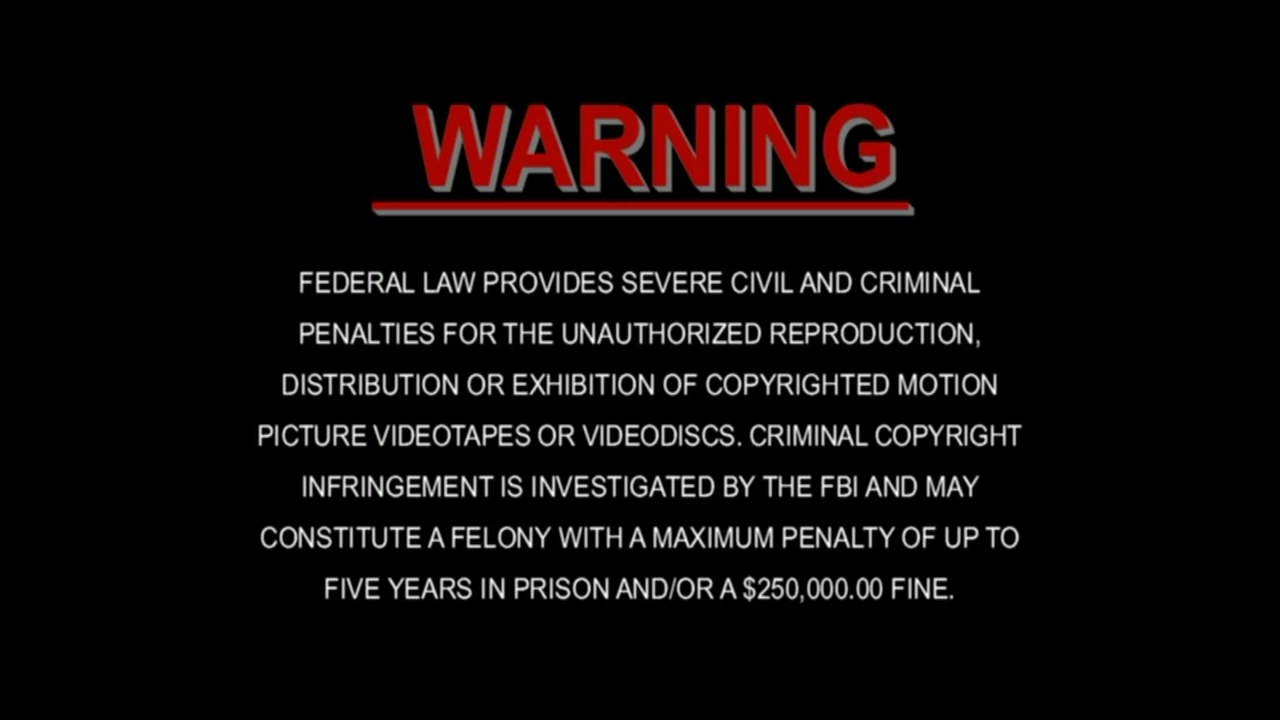 WARNING
FEDERAL LAW PROVIDES SEVERE CIVIL AND CRIMINAL
PENALTIES FOR THE UNAUTHORIZED REPRODUCTION,
DISTRIBUTION OR EXHIBITION OF COPYRIGHTED MOTION
PICTURE VIDEOTAPES OR VIDEODISCS. CRIMINAL COPYRIGHT
INFRINGEMENT IS INVESTIGATED BY THE FBI AND MAY
CONSTITUTE A FELONY WITH A MAXIMUM PENALTY OF UP TO
FIVE YEARS IN PRISON AND/OR A $250,000.00 FINE.